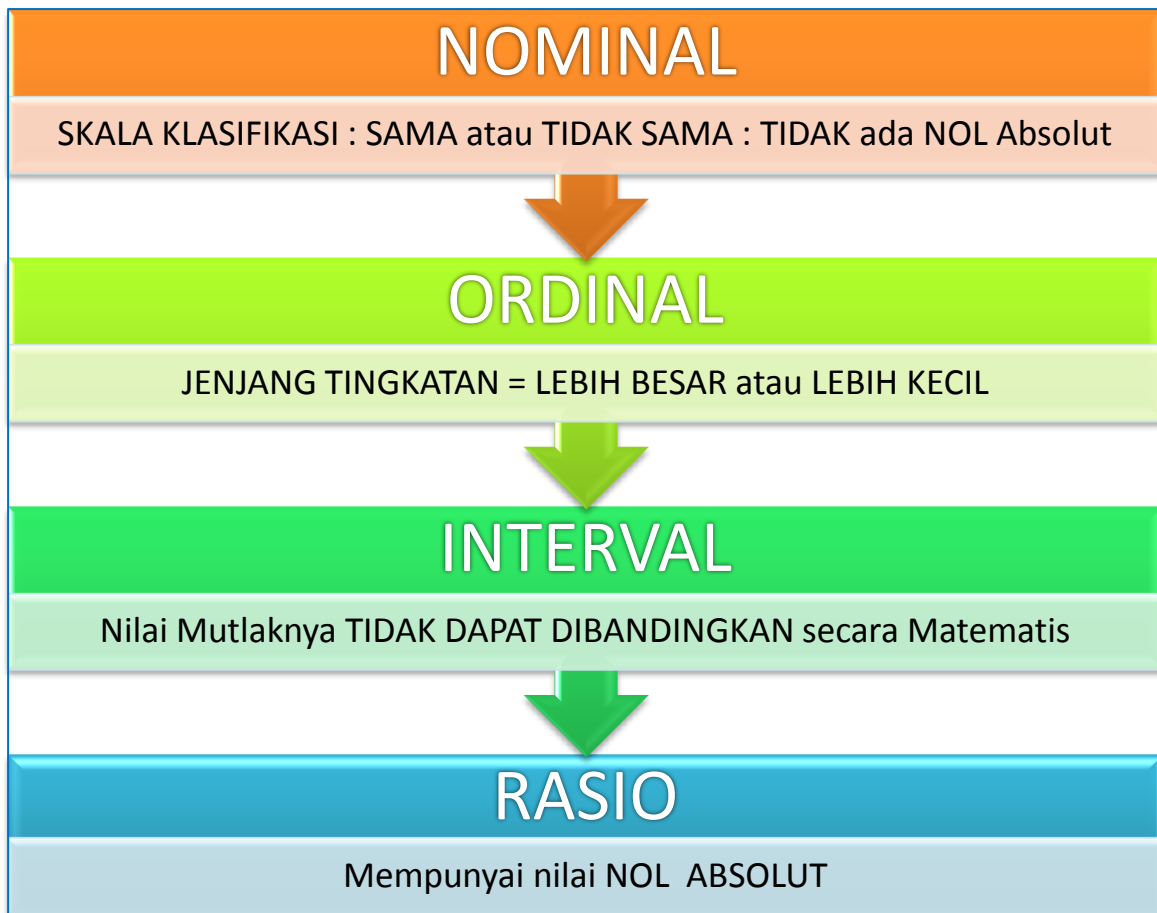 NOMINAL
SKALA KLASIFIKASI : SAMA atau TIDAK SAMA : TIDAK ada NOL Absolut
ORDINAL
JENJANG TINGKATAN = LEBIH BESAR atau LEBIH KECIL
INTERVAL
Nilai Mutlaknya TIDAK DAPAT DIBANDINGKAN secara Matematis
RASIO
Mempunyai nilai NOL  ABSOLUT